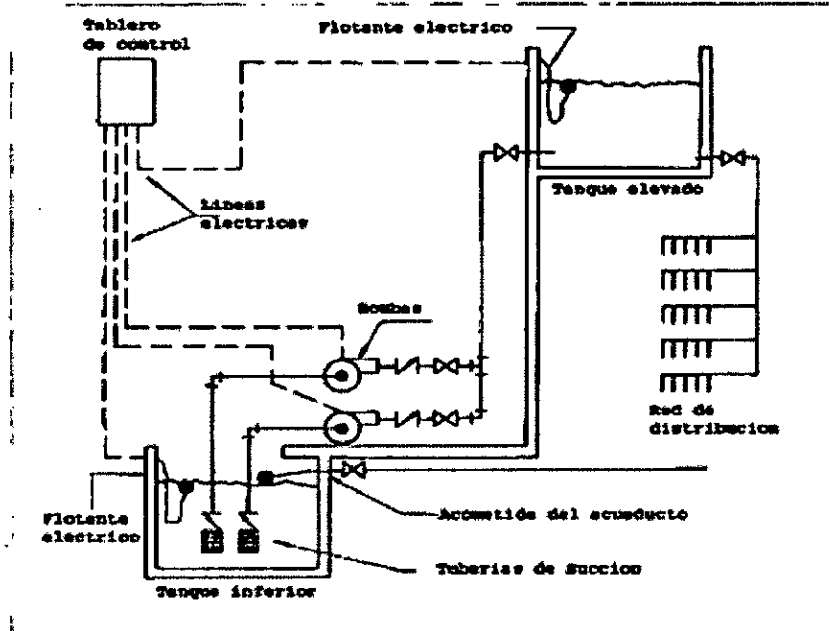 Tablero
de control
Flotante electrico
Lineas
electricas
Tanque elevado
Bombas
Red de
distribucion
Flotante
electrico
Acometida del acueducto
Tuberias de succion
Tanque inferior